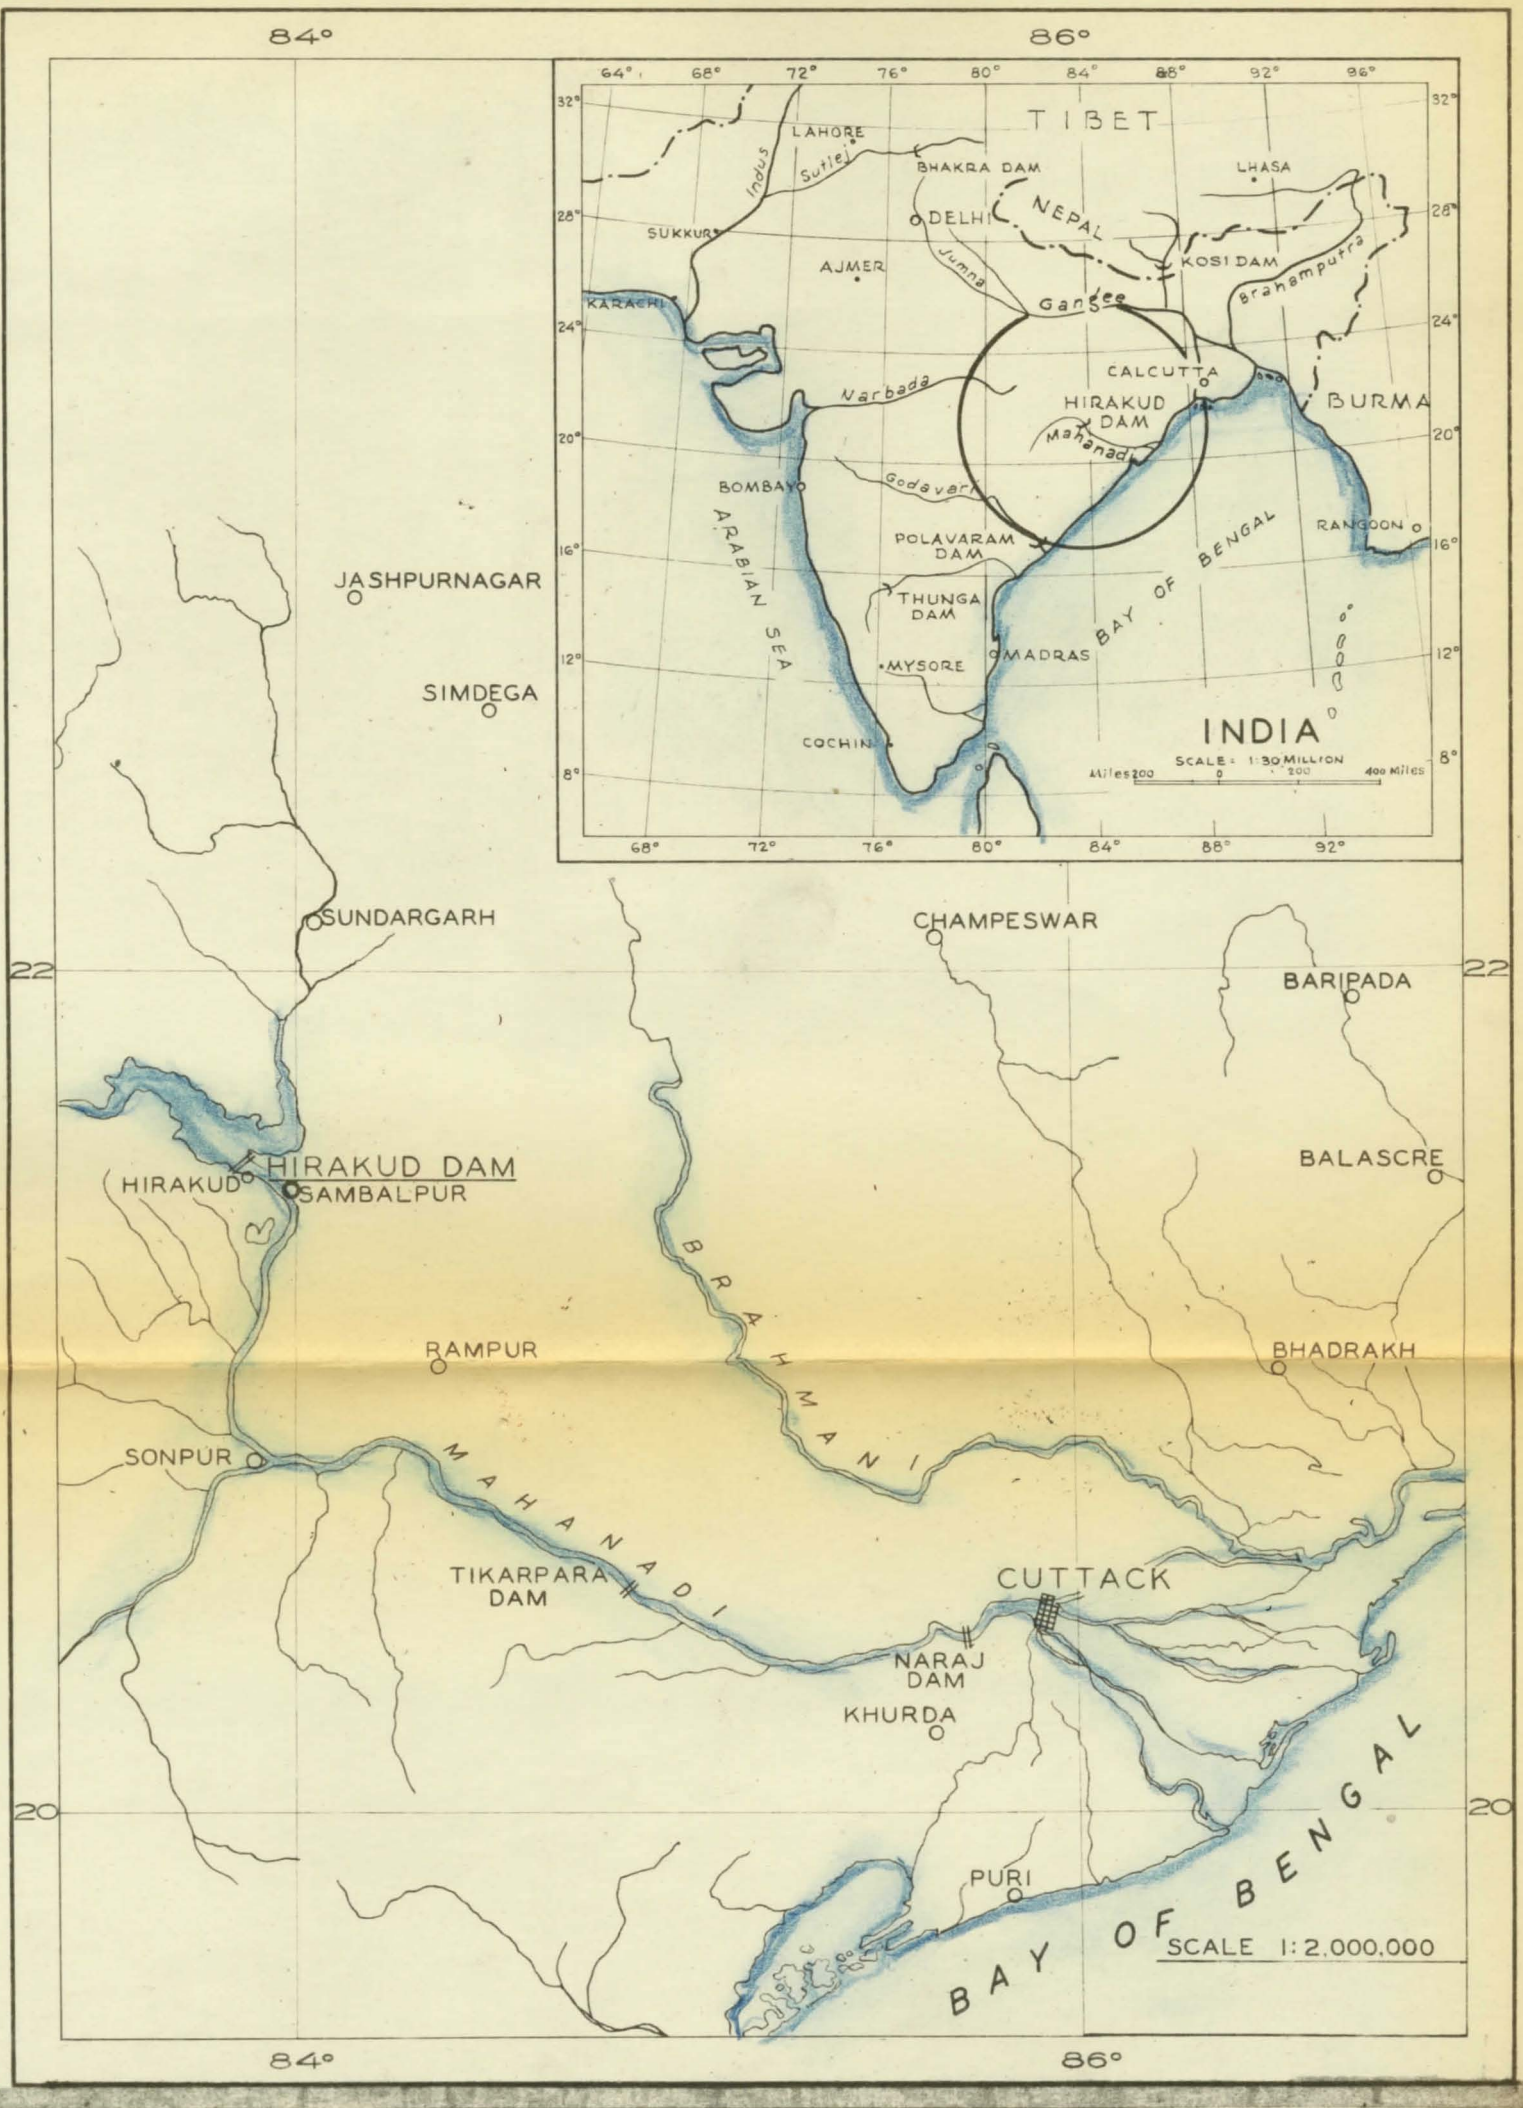 84°
86°
64°
68°
72°
76°
80°
84°
88°
92°
96°
32°
32°
TIBET
LAHORE
Indus
Sutlej
BHAKRA DAM
LHASA
28°
28°
DELHI
NEPAL
SUKKUR
Jumna
KOSI DAM
AJMER
Brahamputra
KARACHI
Gangee
24°
24°
CALCUTTA
Narbada
HIRAKUD
DAM
BURMA
Mahanadi
20°
20°
BOMBAY
Godavari
ARABIAN SEA
POLAVARAM
DAM
RANGOON
16°
16°
BAY OF BENGAL
THUNGA
DAM
12°
12°
MYSORE
MADRAS
COCHIN
INDIA
SCALE: 1:30 MILLION
Miles 200 0 200 400 Miles
8°
8°
68°
72°
76°
80°
84°
88°
92°
JASHPURNAGAR
SIMDEGA
SUNDARGARH
CHAMPESWAR
22
22
BARIPADA
HIRAKUD DAM
HIRAKUD
SAMBALPUR
BALASCRE
BRAHMANI
RAMPUR
BHADRAKH
SONPUR
MAHANADI
TIKARPARA
DAM
CUTTACK
NARAJ
DAM
KHURDA
20
20
PURI
BAY OF BENGAL
SCALE 1:2,000,000
84°
86°